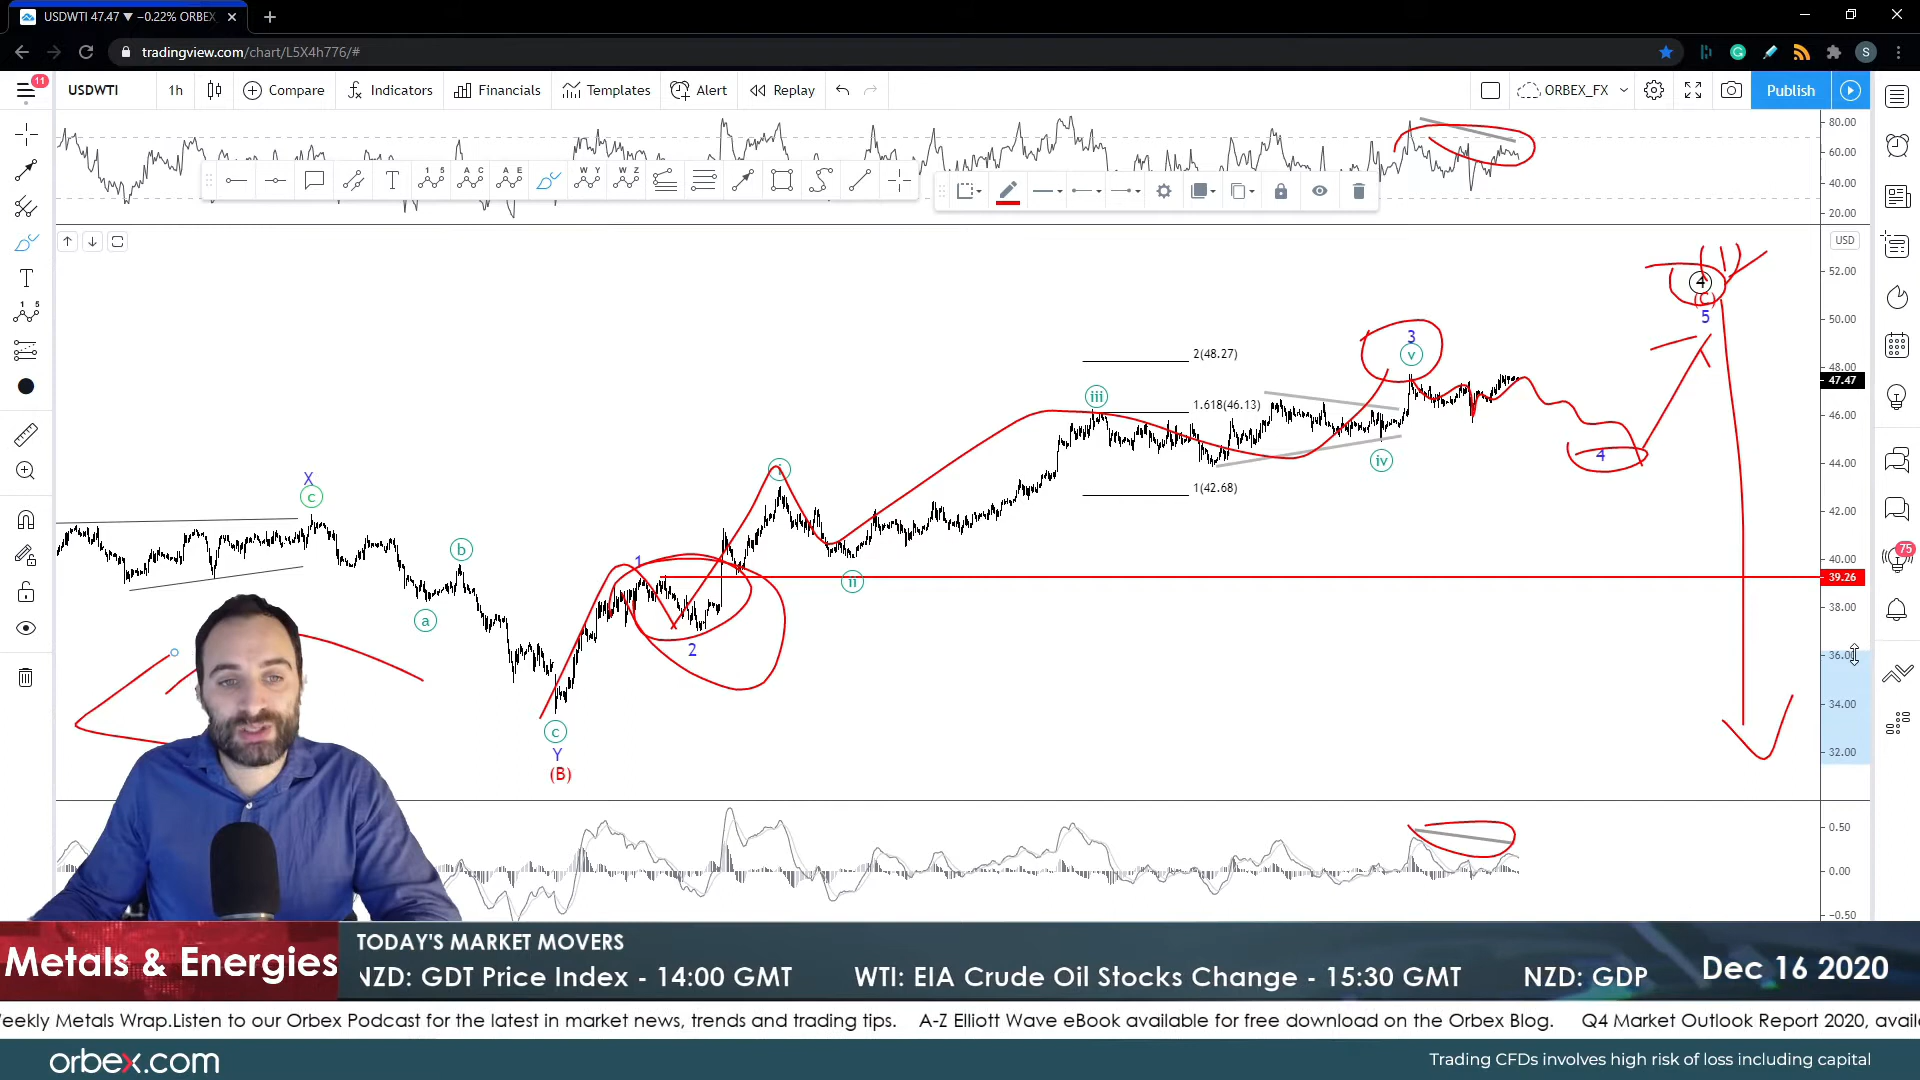 USDWTI 47.47 ▼ −0.22% ORBEX
tradingview.com/chart/L5X4h776/#
S
11
USDWTI 1h Compare Indicators Financials Templates Alert Replay ORBEX_FX Publish
80.00
60.00
40.00
20.00
USD
52.00
50.00
48.00
47.47
46.00
44.00
42.00
40.00
39.26
38.00
36.00
34.00
32.00
0.50
0.00
−0.50
75
(1)
4
(C)
5
3
v
2(48.27)
iii
1.618(46.13)
iv
4
1(42.68)
i
X
c
b
a
1
ii
2
c
Y
(B)
Metals & Energies
TODAY'S MARKET MOVERS
NZD: GDT Price Index - 14:00 GMT WTI: EIA Crude Oil Stocks Change - 15:30 GMT NZD: GDP
Dec 16 2020
Weekly Metals Wrap.Listen to our Orbex Podcast for the latest in market news, trends and trading tips. A-Z Elliott Wave eBook available for free download on the Orbex Blog. Q4 Market Outlook Report 2020, avail
orbex.com
Trading CFDs involves high risk of loss including capital